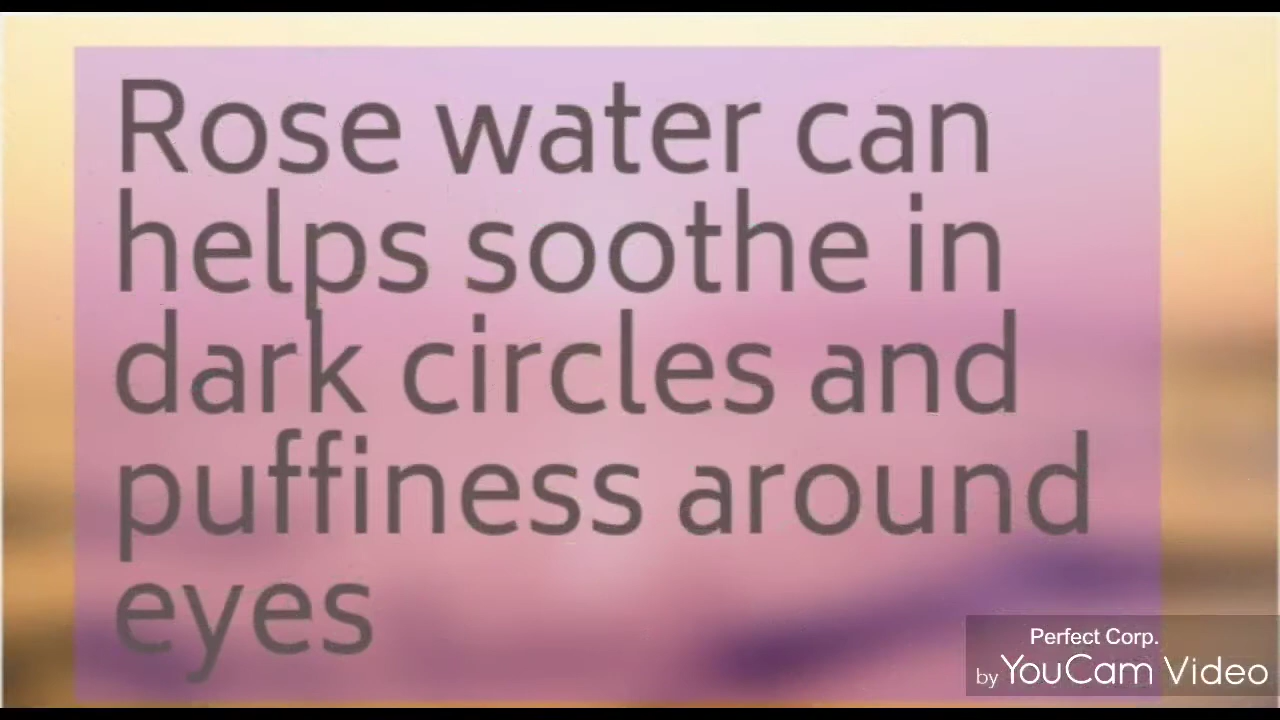 Rose water can
helps soothe in
dark circles and
puffiness around
eyes
Perfect Corp.
by YouCam Video